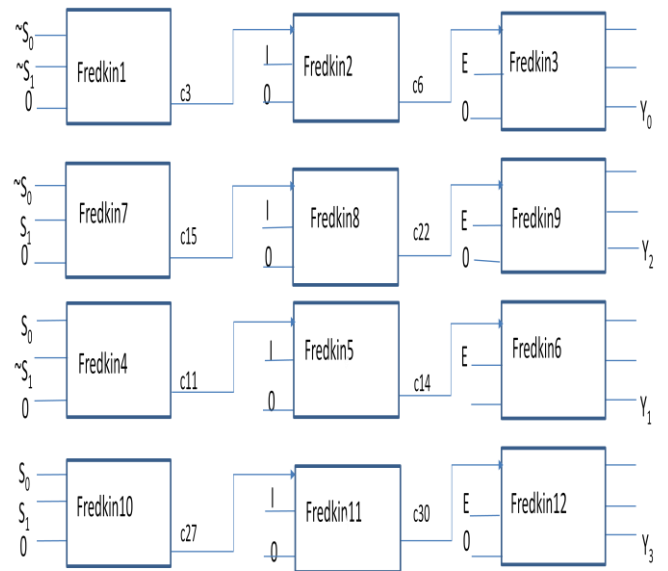 ~S₀
~S₁
0
Fredkin1
c3
I
0
Fredkin2
c6
E
0
Fredkin3
Y₀
~S₀
S₁
0
Fredkin7
c15
I
0
Fredkin8
c22
E
0
Fredkin9
Y₂
S₀
~S₁
0
Fredkin4
c11
I
0
Fredkin5
c14
E
Fredkin6
Y₁
S₀
S₁
0
Fredkin10
c27
I
0
Fredkin11
c30
E
0
Fredkin12
Y₃